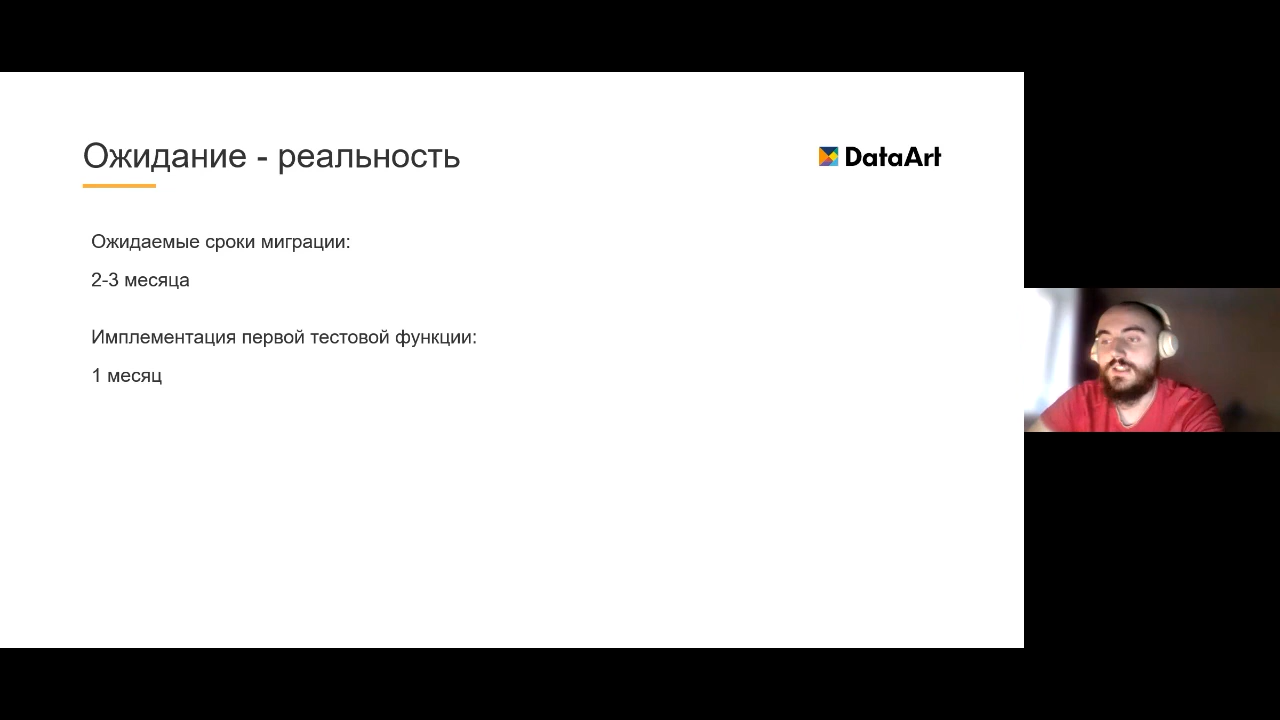 Ожидание - реальность
DataArt
Ожидаемые сроки миграции:
2-3 месяца
Имплементация первой тестовой функции:
1 месяц